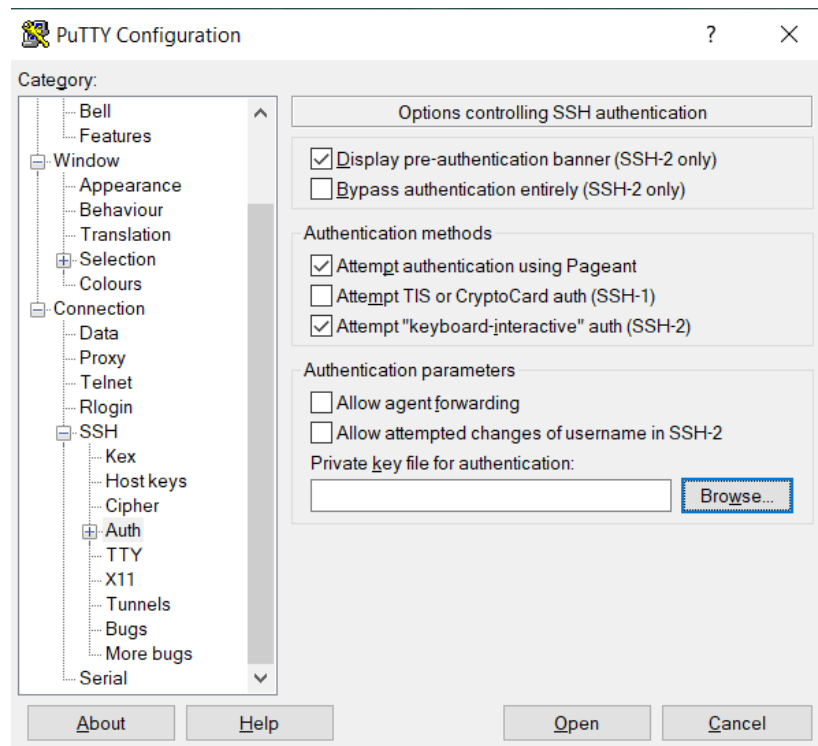 PuTTY Configuration
?
Category:
Bell
Features
Window
Appearance
Behaviour
Translation
Selection
Colours
Connection
Data
Proxy
Telnet
Rlogin
SSH
Kex
Host keys
Cipher
Auth
TTY
X11
Tunnels
Bugs
More bugs
Serial
Options controlling SSH authentication
Display pre-authentication banner (SSH-2 only)
Bypass authentication entirely (SSH-2 only)
Authentication methods
Attempt authentication using Pageant
Attempt TIS or CryptoCard auth (SSH-1)
Attempt "keyboard-interactive" auth (SSH-2)
Authentication parameters
Allow agent forwarding
Allow attempted changes of username in SSH-2
Private key file for authentication:
Browse...
About
Help
Open
Cancel